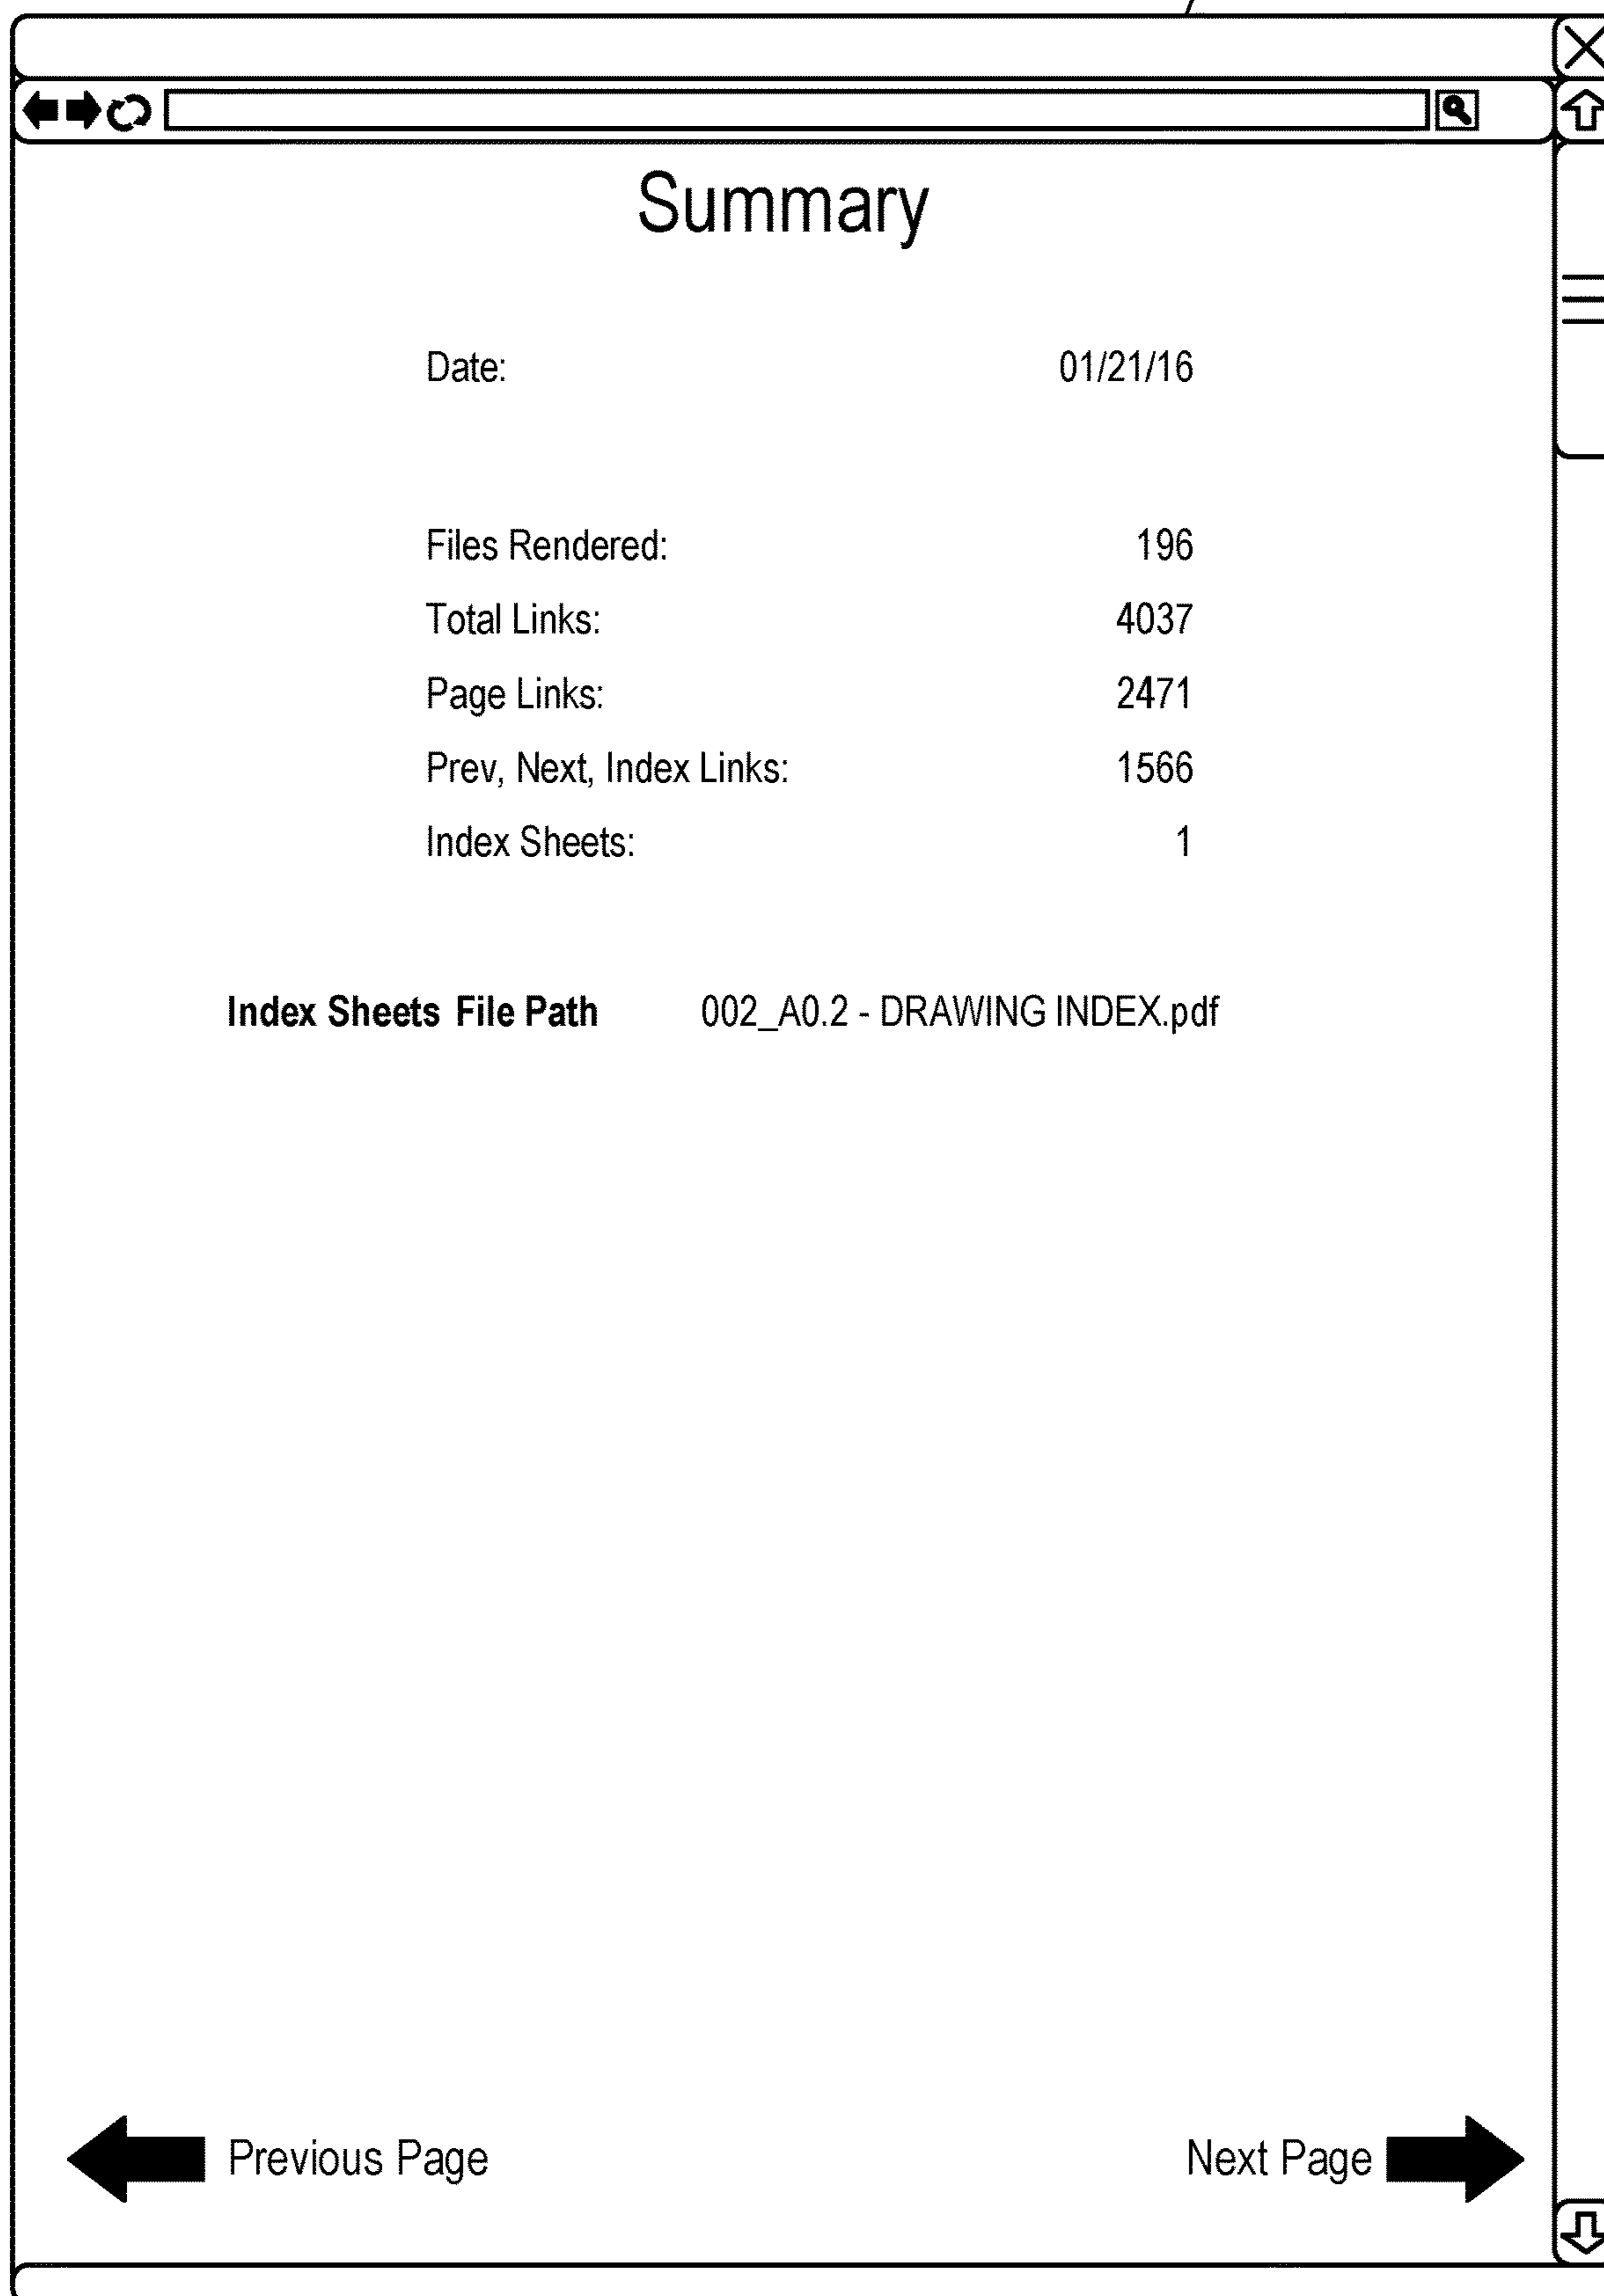 Summary
Date: 01/21/16
Files Rendered: 196
Total Links: 4037
Page Links: 2471
Prev, Next, Index Links: 1566
Index Sheets: 1
Index Sheets File Path 002_A0.2 - DRAWING INDEX.pdf
Previous Page Next Page